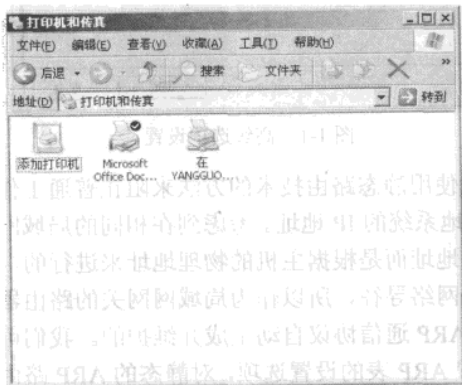 打印机和传真
文件(F) 编辑(E) 查看(V) 收藏(A) 工具(T) 帮助(H)
后退 搜索 文件夹 »
地址(D) 打印机和传真 转到
添加打印机
Microsoft Office Doc...
在 YANGGUO...